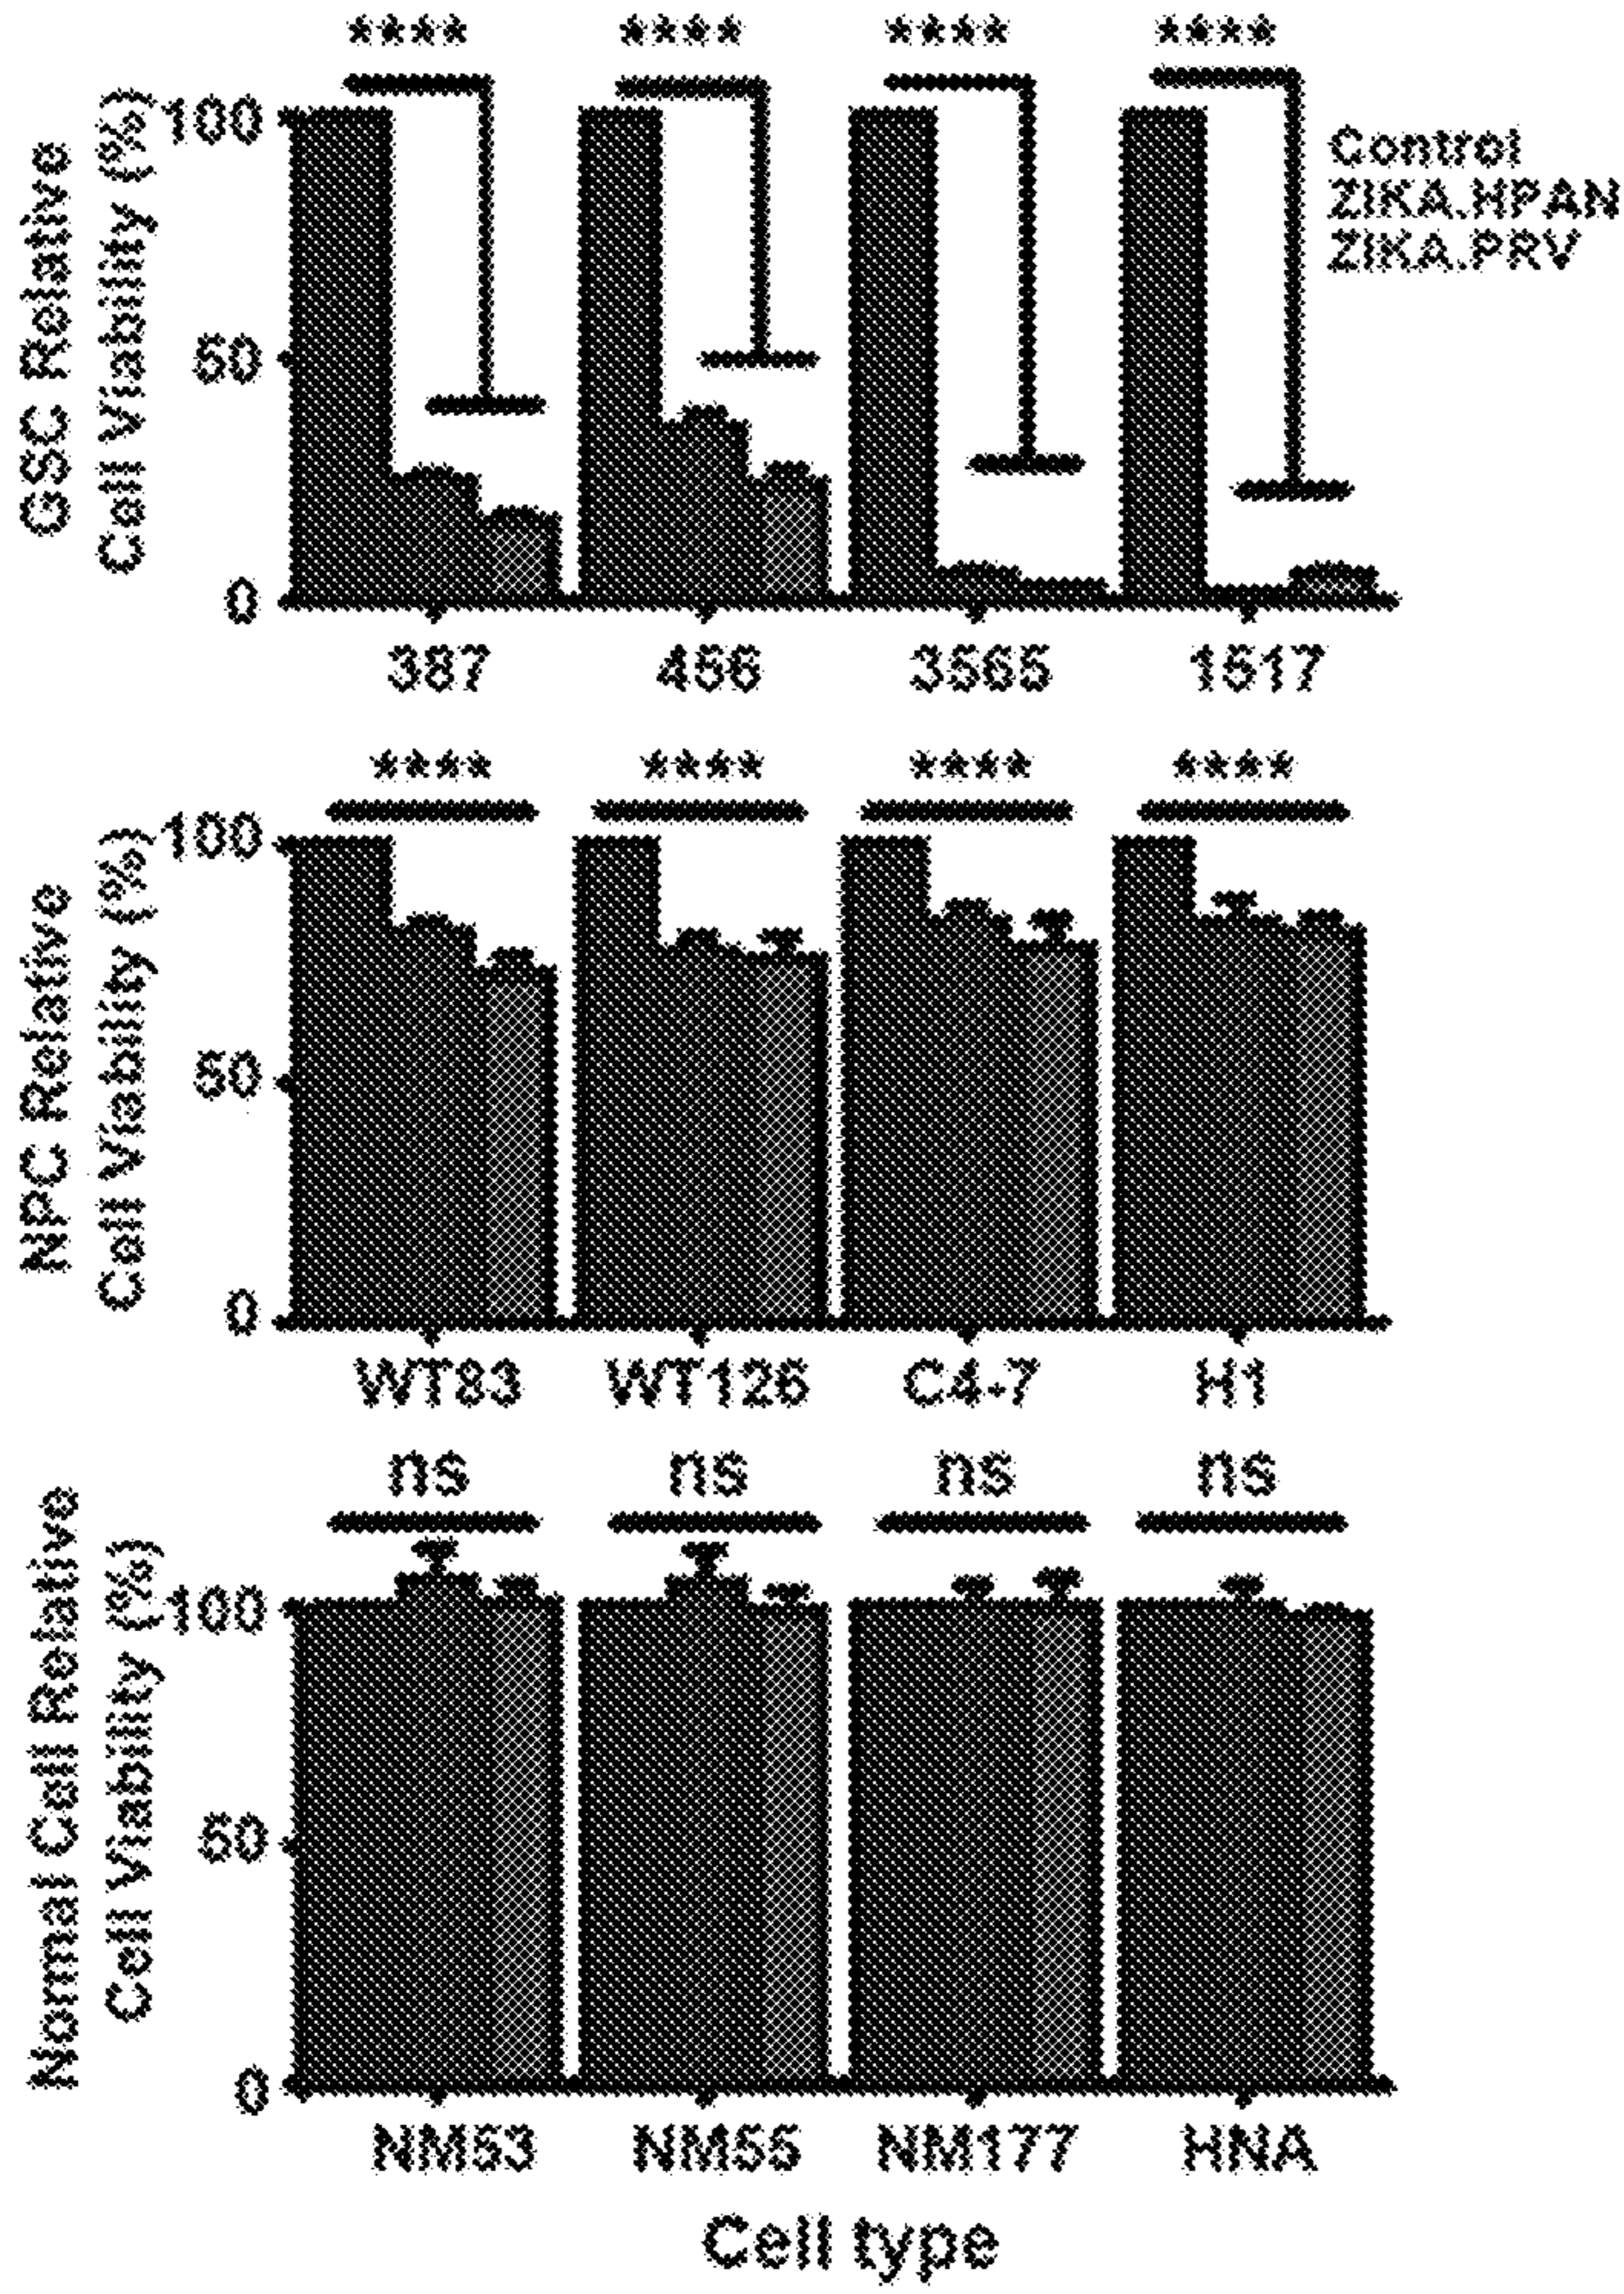 **** **** **** ****
GSC Relative
Cell Viability (%)
100
50
0
Control
ZIKA.HPAN
ZIKA.PRV
387 456 3565 1517
**** **** **** ****
NPC Relative
Cell Viability (%)
100
50
0
WT83 WT126 C4-7 H1
ns ns ns ns
Normal Cell Relative
Cell Viability (%)
100
50
0
NM53 NM55 NM177 HNA
Cell type